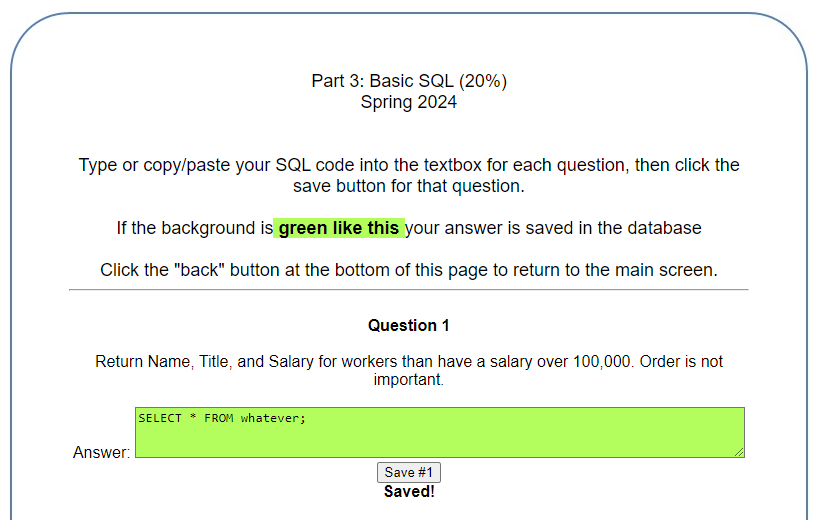 Part 3: Basic SQL (20%)
Spring 2024
Type or copy/paste your SQL code into the textbox for each question, then click the
save button for that question.
If the background is green like this your answer is saved in the database
Click the "back" button at the bottom of this page to return to the main screen.
Question 1
Return Name, Title, and Salary for workers than have a salary over 100,000. Order is not
important.
SELECT * FROM whatever;
Answer:
Save #1
Saved!